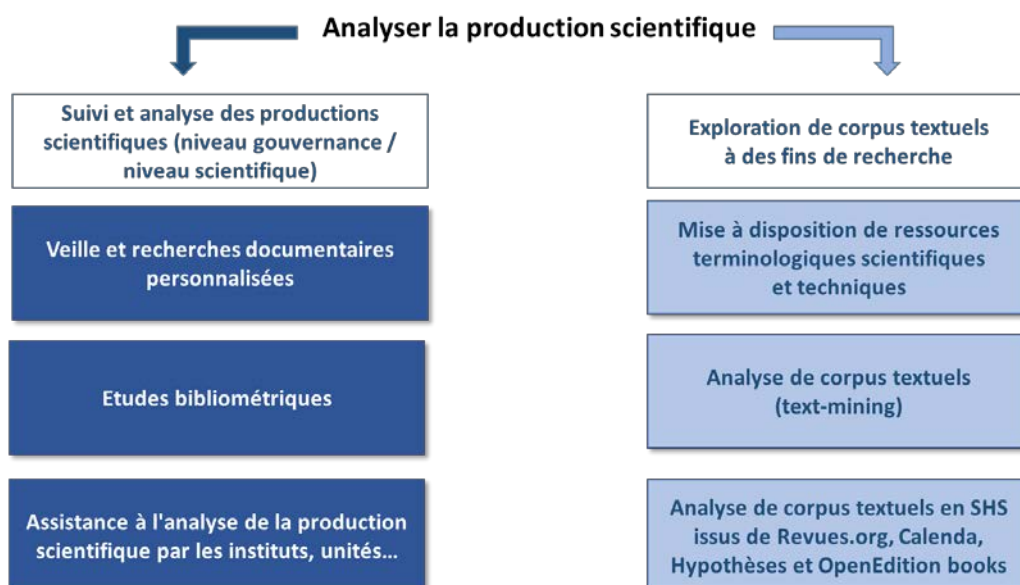 Analyser la production scientifique
Suivi et analyse des productions
scientifiques (niveau gouvernance /
niveau scientifique)
Veille et recherches documentaires
personnalisées
Etudes bibliométriques
Assistance à l'analyse de la production
scientifique par les instituts, unités...
Exploration de corpus textuels
à des fins de recherche
Mise à disposition de ressources
terminologiques scientifiques
et techniques
Analyse de corpus textuels
(text-mining)
Analyse de corpus textuels en SHS
issus de Revues.org, Calenda,
Hypothèses et OpenEdition books